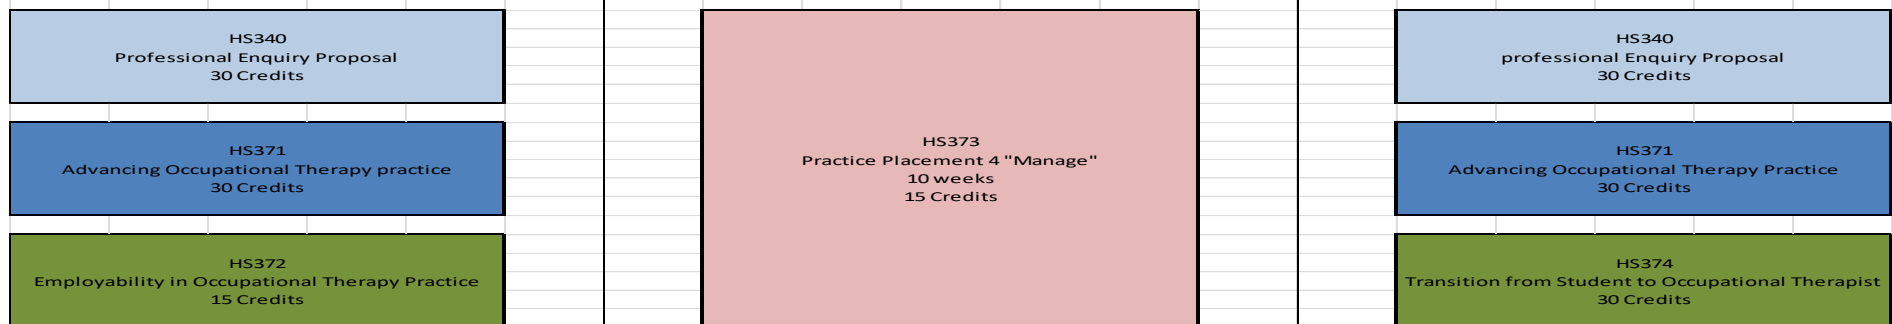 HS340
Professional Enquiry Proposal
30 Credits
HS371
Advancing Occupational Therapy practice
30 Credits
HS372
Employability in Occupational Therapy Practice
15 Credits
HS373
Practice Placement 4 "Manage"
10 weeks
15 Credits
HS340
professional Enquiry Proposal
30 Credits
HS371
Advancing Occupational Therapy Practice
30 Credits
HS374
Transition from Student to Occupational Therapist
30 Credits